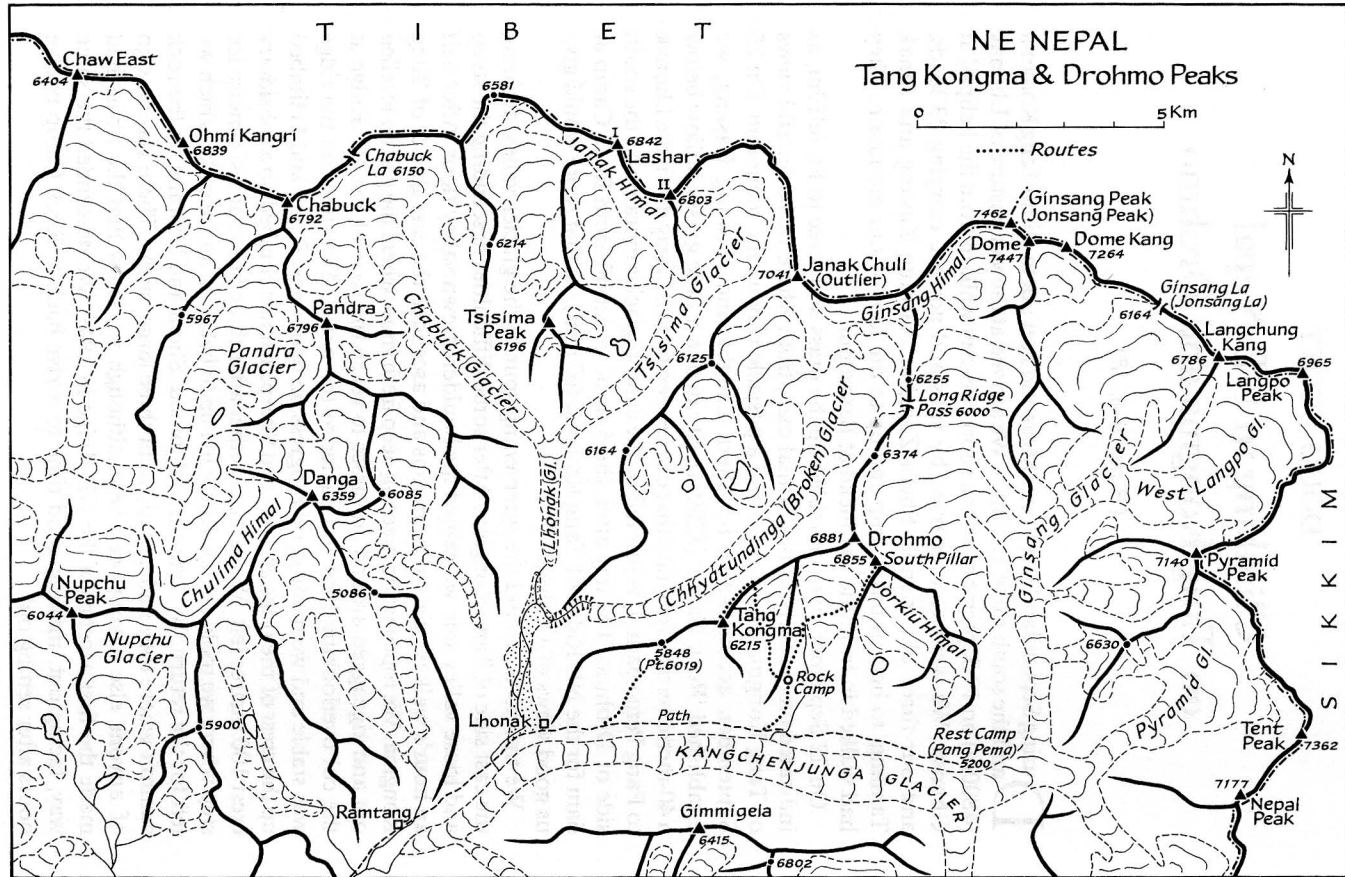 T I B E T
NE NEPAL
Tang Kongma & Drohmo Peaks
0 5 Km
Routes
N
Chaw East
6404
Ohmi Kangri
6839
Chabuck
La 6150
Chabuck
6792
6581
I
6842
Lashar
II
6803
Janak Himal
6214
5967
Pandra
6796
Pandra
Glacier
Chabuck Glacier
Tsisima
Peak
6196
Tsisima Glacier
7041
Janak Chuli
(Outlier)
Ginsang Himal
7462
Ginsang Peak
(Jonsang Peak)
Dome
7447
Dome Kang
7264
Ginsang La
(Jonsang La)
6164
Langchung
Kang
6786
Langpo
Peak
6965
6125
6255
Long Ridge
Pass 6000
6374
6164
Danga
6359
6085
Chulima Himal
Lhonak Gl.
Chhyatundinga (Broken) Glacier
Ginsang Glacier
West Langpo Gl.
SIKKIM
Drohmo
6881
6855
South Pillar
Yorkiu Himal
Pyramid
Peak
7140
Nupchu
Peak
6044
Nupchu
Glacier
5086
Tang
Kongma
6215
5848
(Pt.6019)
Rock
Camp
6630
Pyramid Gl.
5900
Lhonak
Path
Rest Camp
(Pang Pema)
5200
Tent
Peak
7362
KANGCHENJUNGA GLACIER
7177
Nepal
Peak
Ramtang
Gimmigela
6415
6802